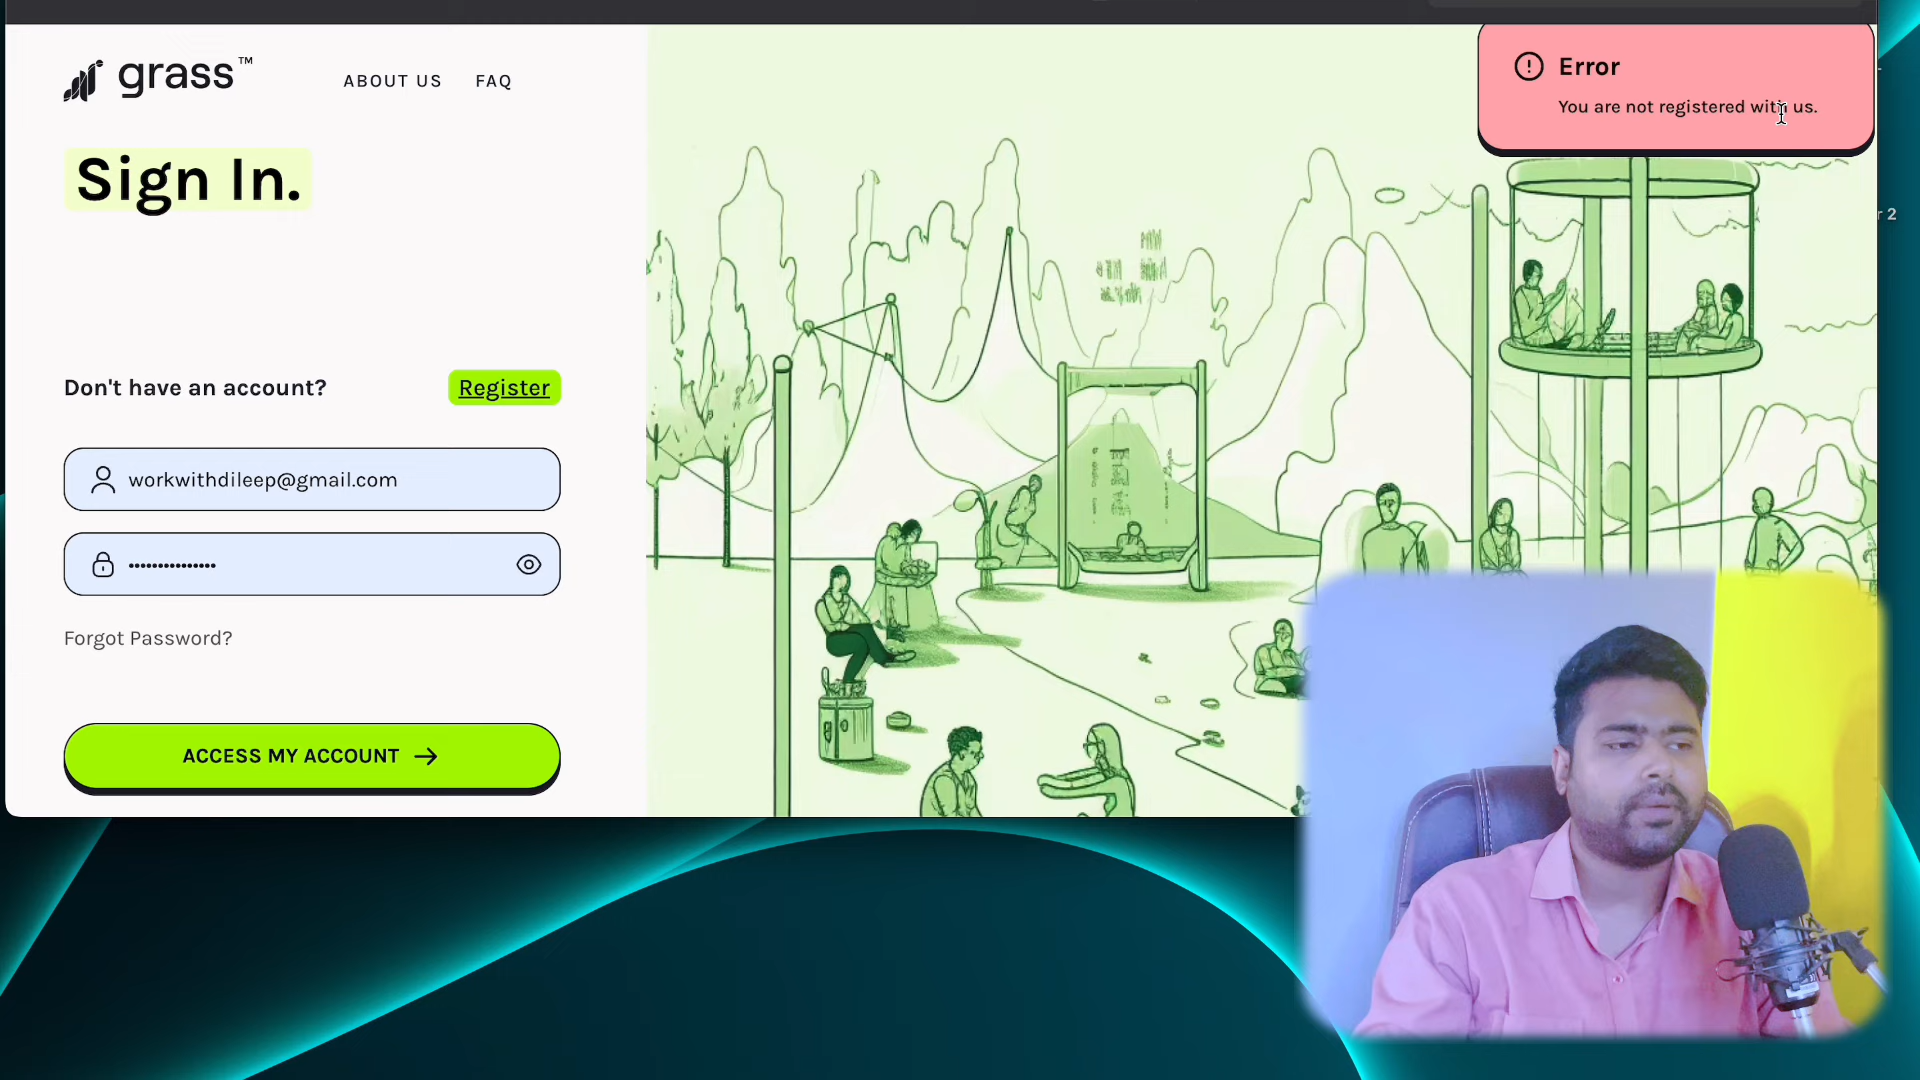 grass™
ABOUT US
FAQ
Error
You are not registered with us.
Sign In.
r 2
Don't have an account?
Register
workwithdileep@gmail.com
•••••••••••••••
Forgot Password?
ACCESS MY ACCOUNT →